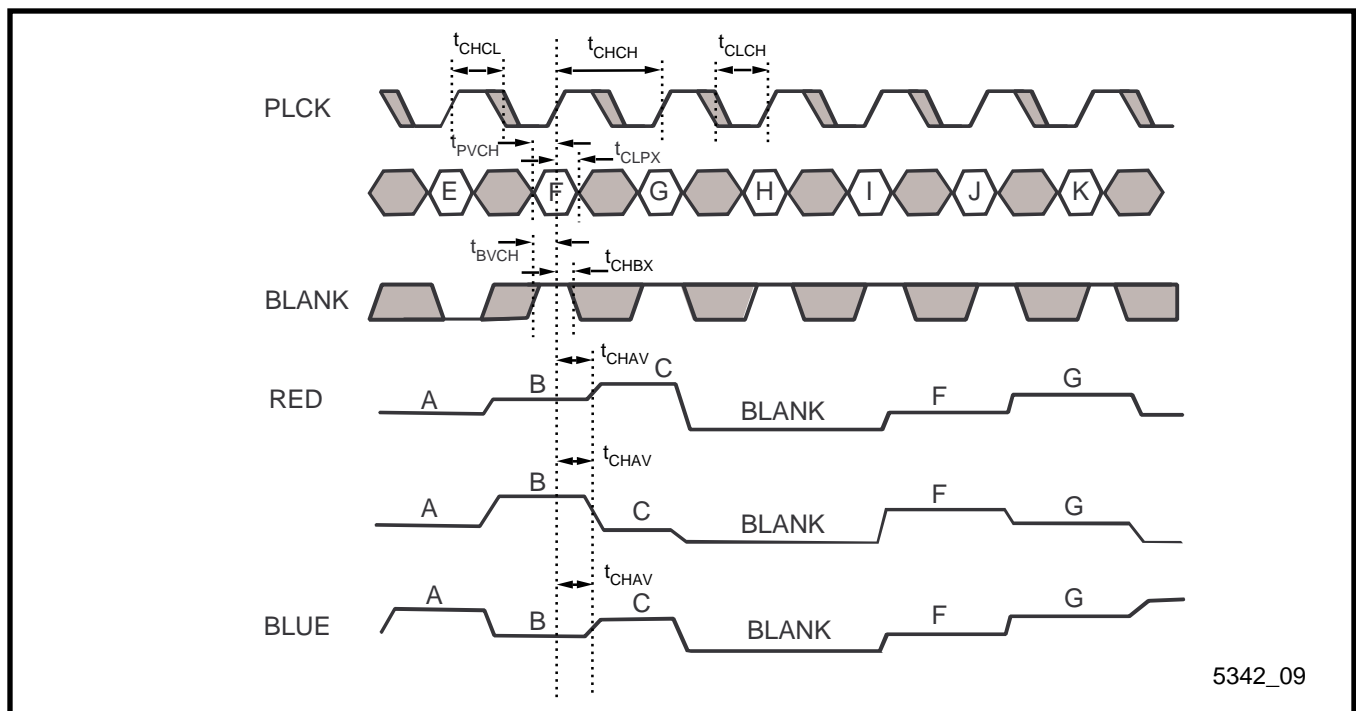 tCHCL tCHCH tCLCH
PLCK
tPVCH tCLPX
E F G H I J K
tBVCH tCHBX
BLANK
tCHAV
RED A B C BLANK F G
tCHAV
A B C BLANK F G
tCHAV
BLUE A B C BLANK F G
5342_09